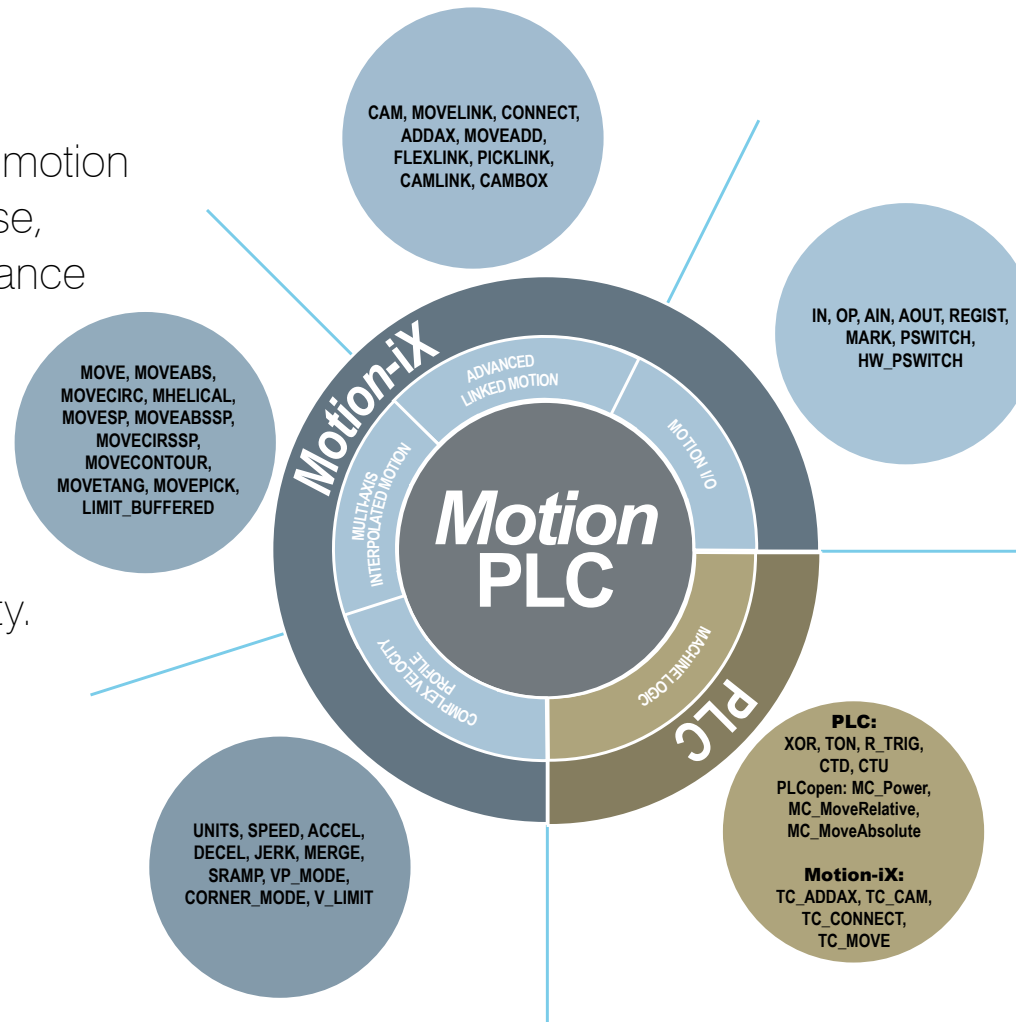 CAM, MOVELINK, CONNECT,
ADDAX, MOVEADD,
FLEXLINK, PICKLINK,
CAMLINK, CAMBOX
motion
se,
ance
ty.
IN, OP, AIN, AOUT, REGIST,
MARK, PSWITCH,
HW_PSWITCH
MOVE, MOVEABS,
MOVECIRC, MHELICAL,
MOVESP, MOVEABSSP,
MOVECIRSSP,
MOVECONTOUR,
MOVETANG, MOVEPICK,
LIMIT_BUFFERED
Motion-iX
ADVANCED
LINKED MOTION
MOTION I/O
MULTI-AXIS
INTERPOLATED MOTION
Motion
PLC
COMPLEX VELOCITY
PROFILE
MACHINE LOGIC
PLC
UNITS, SPEED, ACCEL,
DECEL, JERK, MERGE,
SRAMP, VP_MODE,
CORNER_MODE, V_LIMIT
PLC:
XOR, TON, R_TRIG,
CTD, CTU
PLCopen: MC_Power,
MC_MoveRelative,
MC_MoveAbsolute
Motion-iX:
TC_ADDAX, TC_CAM,
TC_CONNECT,
TC_MOVE